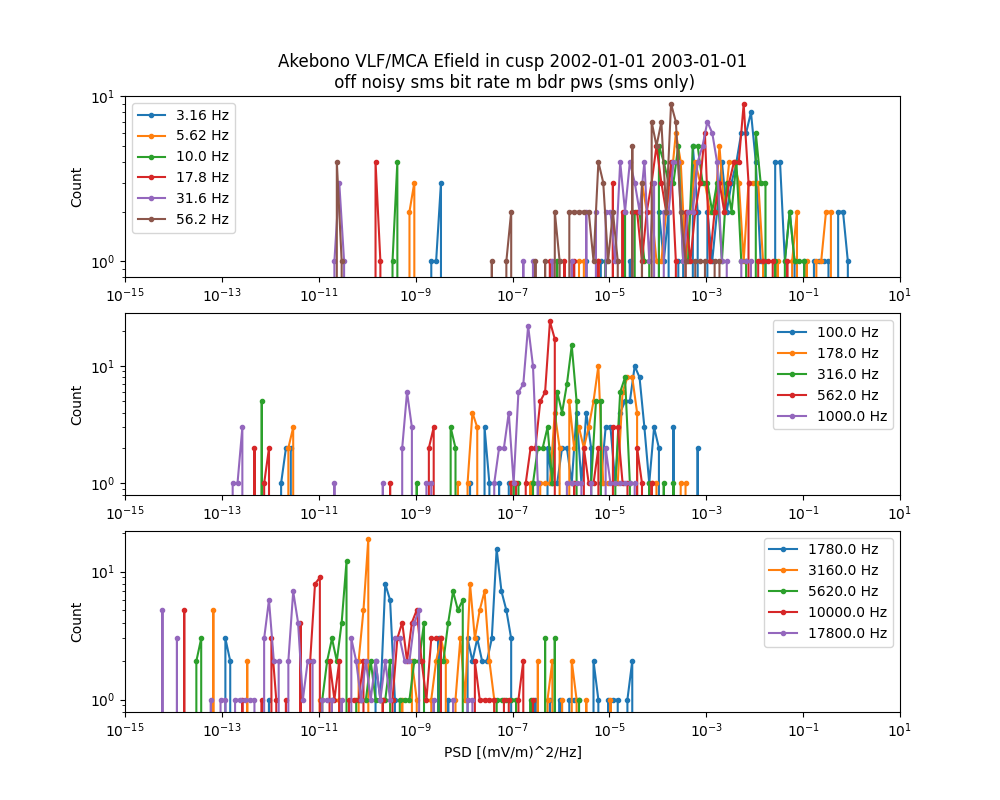 Akebono VLF/MCA Efield in cusp 2002-01-01 2003-01-01
off noisy sms bit rate m bdr pws (sms only)
10^1
10^0
Count
3.16 Hz
5.62 Hz
10.0 Hz
17.8 Hz
31.6 Hz
56.2 Hz
10^−15 10^−13 10^−11 10^−9 10^−7 10^−5 10^−3 10^−1 10^1
10^1
10^0
Count
100.0 Hz
178.0 Hz
316.0 Hz
562.0 Hz
1000.0 Hz
10^−15 10^−13 10^−11 10^−9 10^−7 10^−5 10^−3 10^−1 10^1
10^1
10^0
Count
1780.0 Hz
3160.0 Hz
5620.0 Hz
10000.0 Hz
17800.0 Hz
10^−15 10^−13 10^−11 10^−9 10^−7 10^−5 10^−3 10^−1 10^1
PSD [(mV/m)^2/Hz]